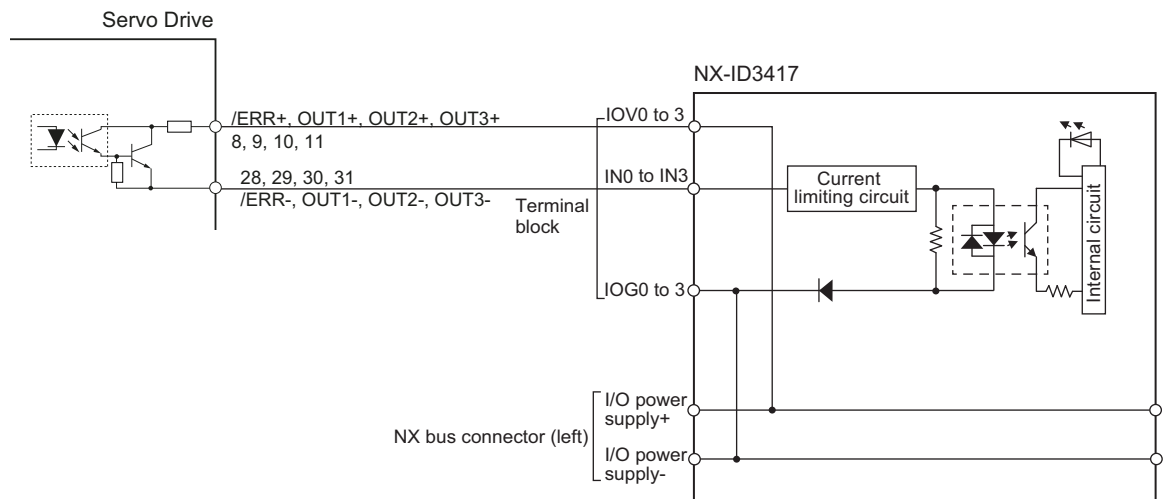 Servo Drive
NX-ID3417
/ERR+, OUT1+, OUT2+, OUT3+
8, 9, 10, 11
IOV0 to 3
28, 29, 30, 31
/ERR-, OUT1-, OUT2-, OUT3-
IN0 to IN3
Terminal
block
Current
limiting circuit
Internal circuit
IOG0 to 3
NX bus connector (left)
I/O power
supply+
I/O power
supply-